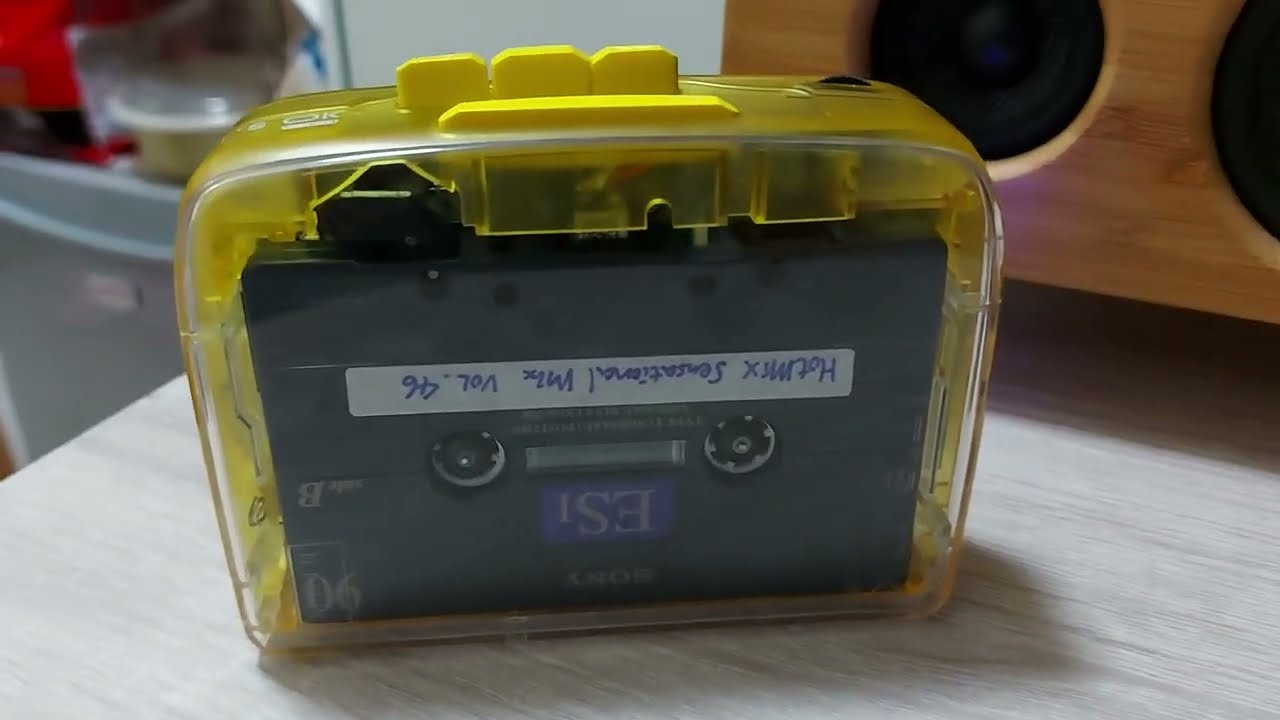 HotMix Sensational Mix Vol. 46
side B
ESI
90
SONY